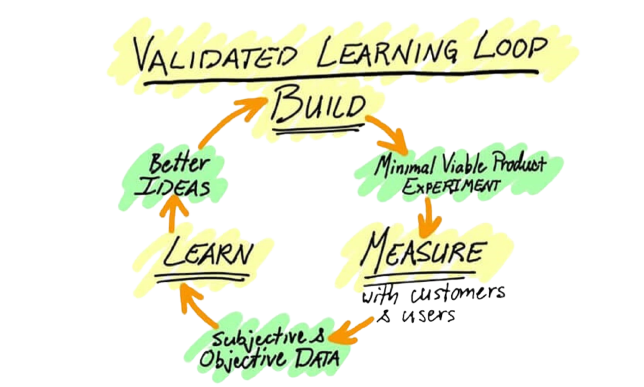 VALIDATED LEARNING LOOP
BUILD
Minimal Viable Product
EXPERIMENT
MEASURE
with customers
& users
Subjective &
Objective DATA
LEARN
Better
IDEAS